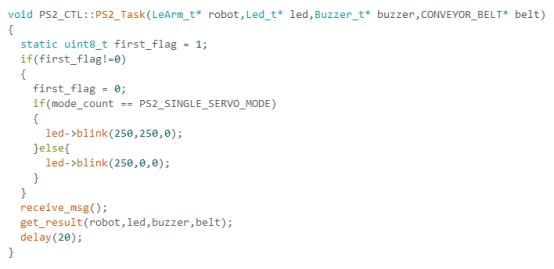 void PS2_CTL::PS2_Task(LeArm_t* robot,Led_t* led,Buzzer_t* buzzer,CONVEYOR_BELT* belt)
{
  static uint8_t first_flag = 1;
  if(first_flag!=0)
  {
    first_flag = 0;
    if(mode_count == PS2_SINGLE_SERVO_MODE)
    {
      led->blink(250,250,0);
    }else{
      led->blink(250,0,0);
    }
  }
  receive_msg();
  get_result(robot,led,buzzer,belt);
  delay(20);
}